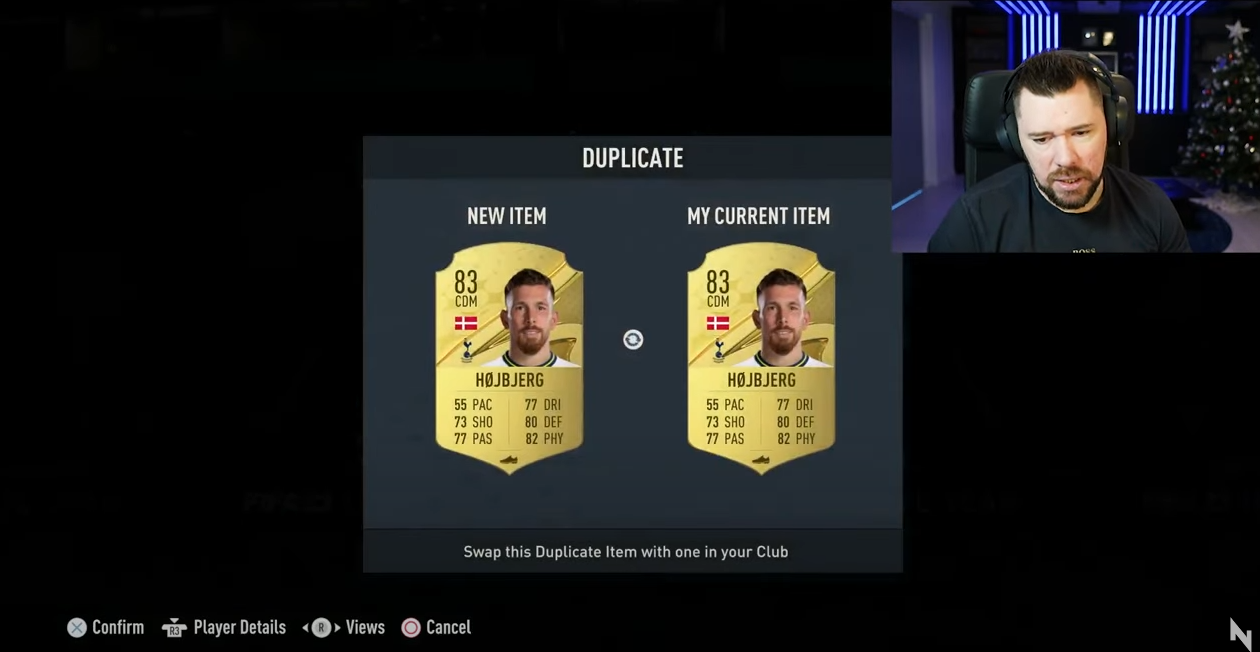 DUPLICATE
NEW ITEM
MY CURRENT ITEM
83
CDM
HØJBJERG
55 PAC 77 DRI
73 SHO 80 DEF
77 PAS 82 PHY
83
CDM
HØJBJERG
55 PAC 77 DRI
73 SHO 80 DEF
77 PAS 82 PHY
Swap this Duplicate Item with one in your Club
Confirm R3 Player Details R Views Cancel
BOSS